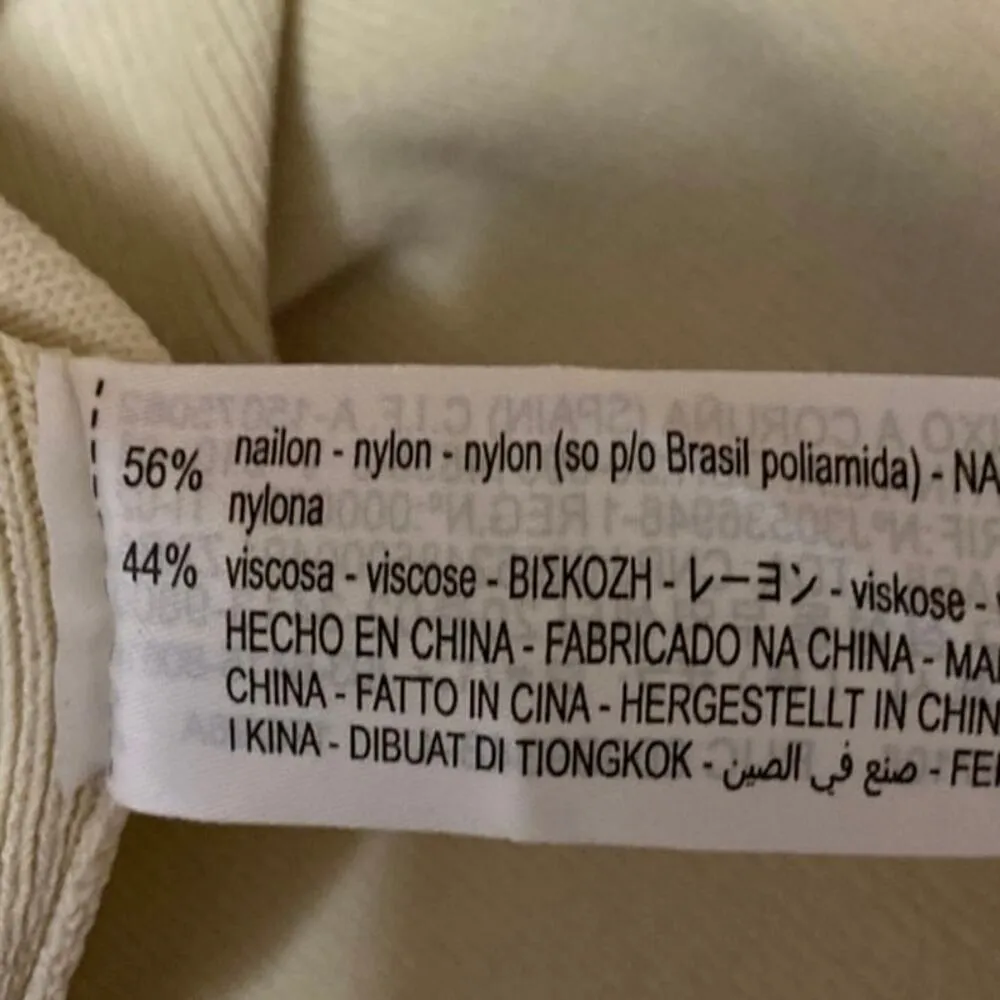 56% nailon - nylon - nylon (so p/o Brasil poliamida) - NA
nylona
44% viscosa - viscose - ΒΙΣΚΟΖΗ - レーヨン - viskose -
HECHO EN CHINA - FABRICADO NA CHINA - MA
CHINA - FATTO IN CINA - HERGESTELLT IN CHIN
I KINA - DIBUAT DI TIONGKOK - صنع في الصين - FE